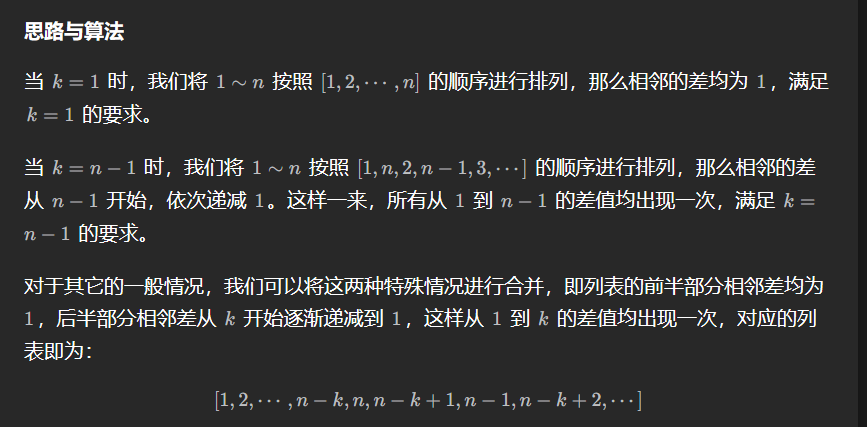 思路与算法
当 k = 1 时，我们将 1 ∼ n 按照 [1, 2, ⋯ , n] 的顺序进行排列，那么相邻的差均为 1，满足
k = 1 的要求。
当 k = n − 1 时，我们将 1 ∼ n 按照 [1, n, 2, n − 1, 3, ⋯] 的顺序进行排列，那么相邻的差
从 n − 1 开始，依次递减 1。这样一来，所有从 1 到 n − 1 的差值均出现一次，满足 k =
n − 1 的要求。
对于其它的一般情况，我们可以将这两种特殊情况进行合并，即列表的前半部分相邻差均为
1，后半部分相邻差从 k 开始逐渐递减到 1，这样从 1 到 k 的差值均出现一次，对应的列
表即为：
[1, 2, ⋯ , n − k, n, n − k + 1, n − 1, n − k + 2, ⋯]